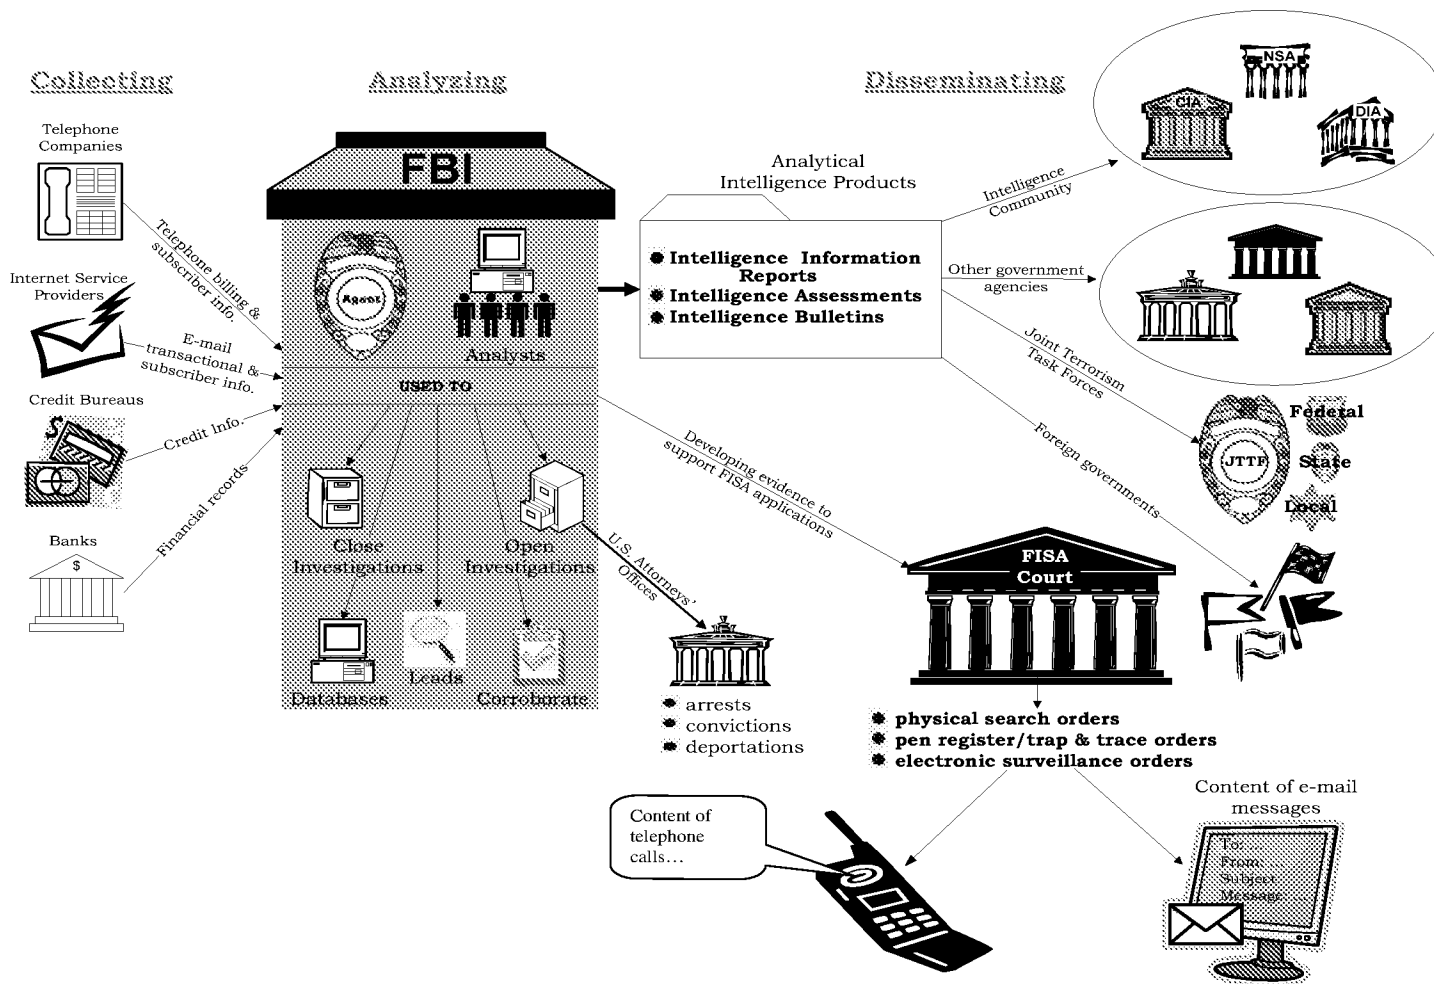 Collecting
Analyzing
Disseminating
Telephone
Companies
Telephone billing &
subscriber info.
Internet Service
Providers
E-mail
transactional &
subscriber info.
Credit Bureaus
$
Credit Info.
Banks
$
Financial records
FBI
Agent
Analysts
USED TO
Close
Investigations
Open
Investigations
Databases
Leads
Corroborate
Analytical
Intelligence Products
Intelligence Information
Reports
Intelligence Assessments
Intelligence Bulletins
Intelligence
Community
NSA
CIA
DIA
Other government
agencies
Joint Terrorism
Task Forces
JTTF
Federal
State
Local
Foreign governments
Developing evidence to
support FISA applications
U.S. Attorneys'
Offices
arrests
convictions
deportations
FISA
Court
physical search orders
pen register/trap & trace orders
electronic surveillance orders
Content of
telephone
calls…
Content of e-mail
messages
To: ...
From:
Subject
Message